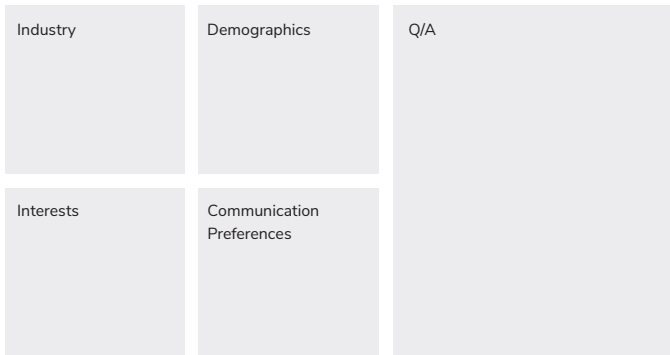 Industry
Demographics
Q/A
Interests
Communication
Preferences